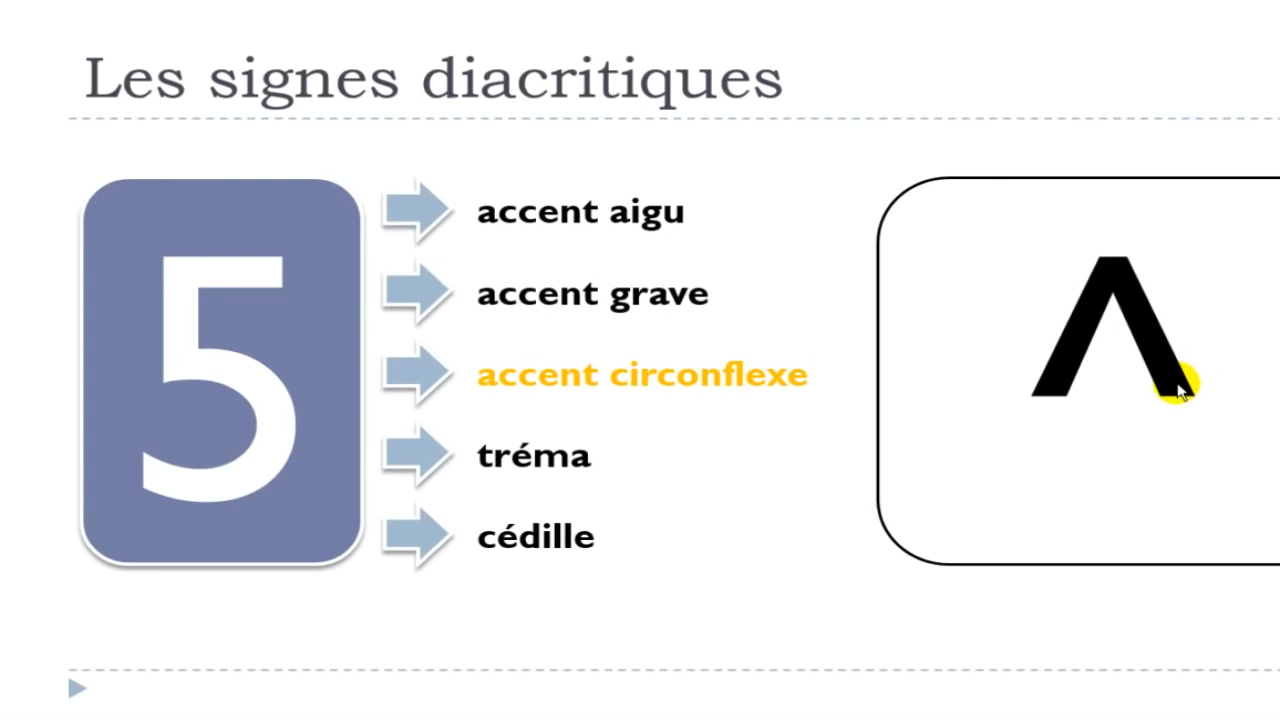 Les signes diacritiques
5
accent aigu
accent grave
accent circonflexe
tréma
cédille
^